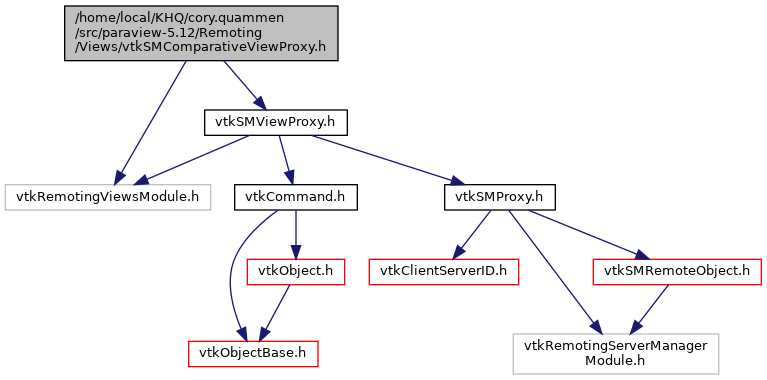 /home/local/KHQ/cory.quammen
/src/paraview-5.12/Remoting
/Views/vtkSMComparativeViewProxy.h
vtkSMViewProxy.h
vtkRemotingViewsModule.h
vtkCommand.h
vtkSMProxy.h
vtkObject.h
vtkClientServerID.h
vtkSMRemoteObject.h
vtkObjectBase.h
vtkRemotingServerManager
Module.h